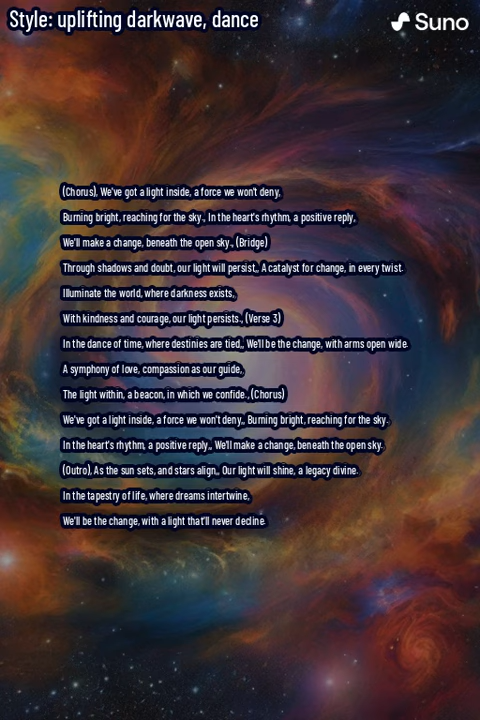 Style: uplifting darkwave, dance
Suno
(Chorus), We've got a light inside, a force we won't deny,
Burning bright, reaching for the sky., In the heart's rhythm, a positive reply,
We'll make a change, beneath the open sky., (Bridge)
Through shadows and doubt, our light will persist,, A catalyst for change, in every twist.
Illuminate the world, where darkness exists,
With kindness and courage, our light persists., (Verse 3)
In the dance of time, where destinies are tied,, We'll be the change, with arms open wide.
A symphony of love, compassion as our guide,
The light within, a beacon, in which we confide., (Chorus)
We've got a light inside, a force we won't deny,, Burning bright, reaching for the sky.
In the heart's rhythm, a positive reply,, We'll make a change, beneath the open sky.
(Outro), As the sun sets, and stars align,, Our light will shine, a legacy divine.
In the tapestry of life, where dreams intertwine,
We'll be the change, with a light that'll never decline.